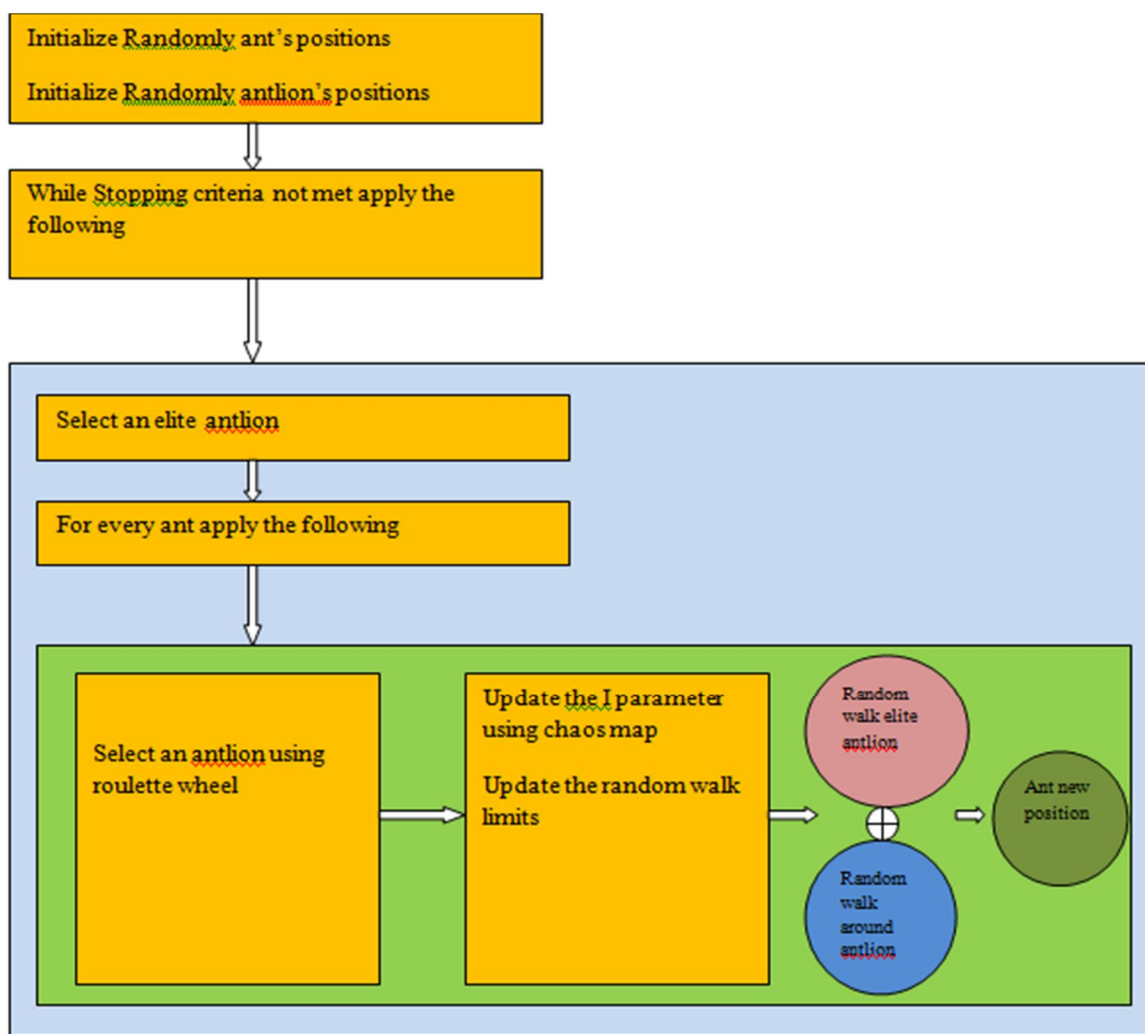 Initialize Randomly ant’s positions
Initialize Randomly antlion’s positions
While Stopping criteria not met apply the
following
Select an elite antlion
For every ant apply the following
Select an antlion using
roulette wheel
Update the I parameter
using chaos map
Update the random walk
limits
Random
walk elite
antlion
Random
walk
around
antlion
Ant new
position